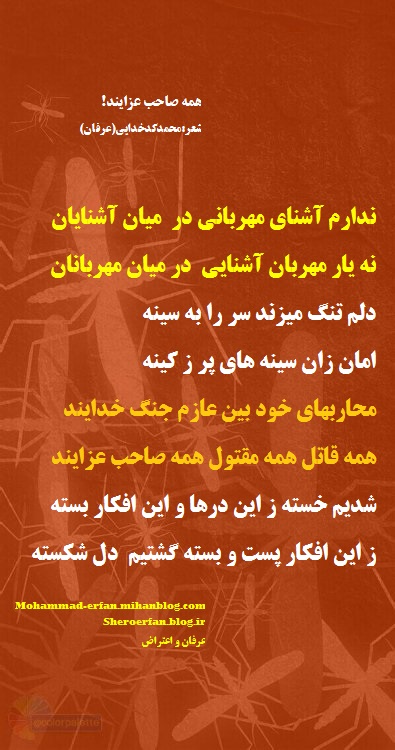 همه صاحب عزایند!
شعر:محمدکدخدایی(عرفان)
ندارم آشنای مهربانی در میان آشنایان
نه یار مهربان آشنایی در میان مهربانان
دلم تنگ میزند سر را به سینه
امان زان سینه های پر ز کینه
محاربهای خود بین عازم جنگ خدایند
همه قاتل همه مقتول همه صاحب عزایند
شدیم خسته ز این درها و این افکار بسته
ز این افکار پست و بسته گشتیم دل شکسته
Mohammad-erfan.mihanblog.com
Sheroerfan.blog.ir
عرفان و اعتراض